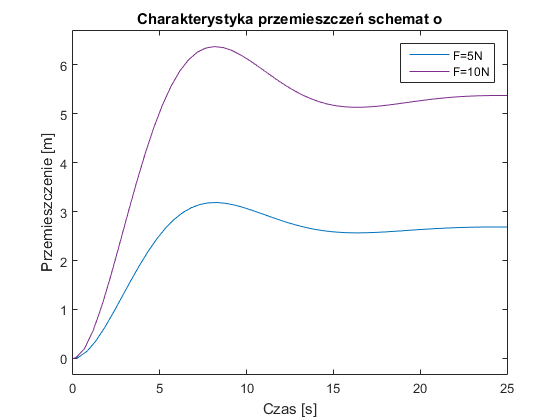 Charakterystyka przemieszczeń schemat o
F=5N
F=10N
Przemieszczenie [m]
6
5
4
3
2
1
0
0 5 10 15 20 25
Czas [s]